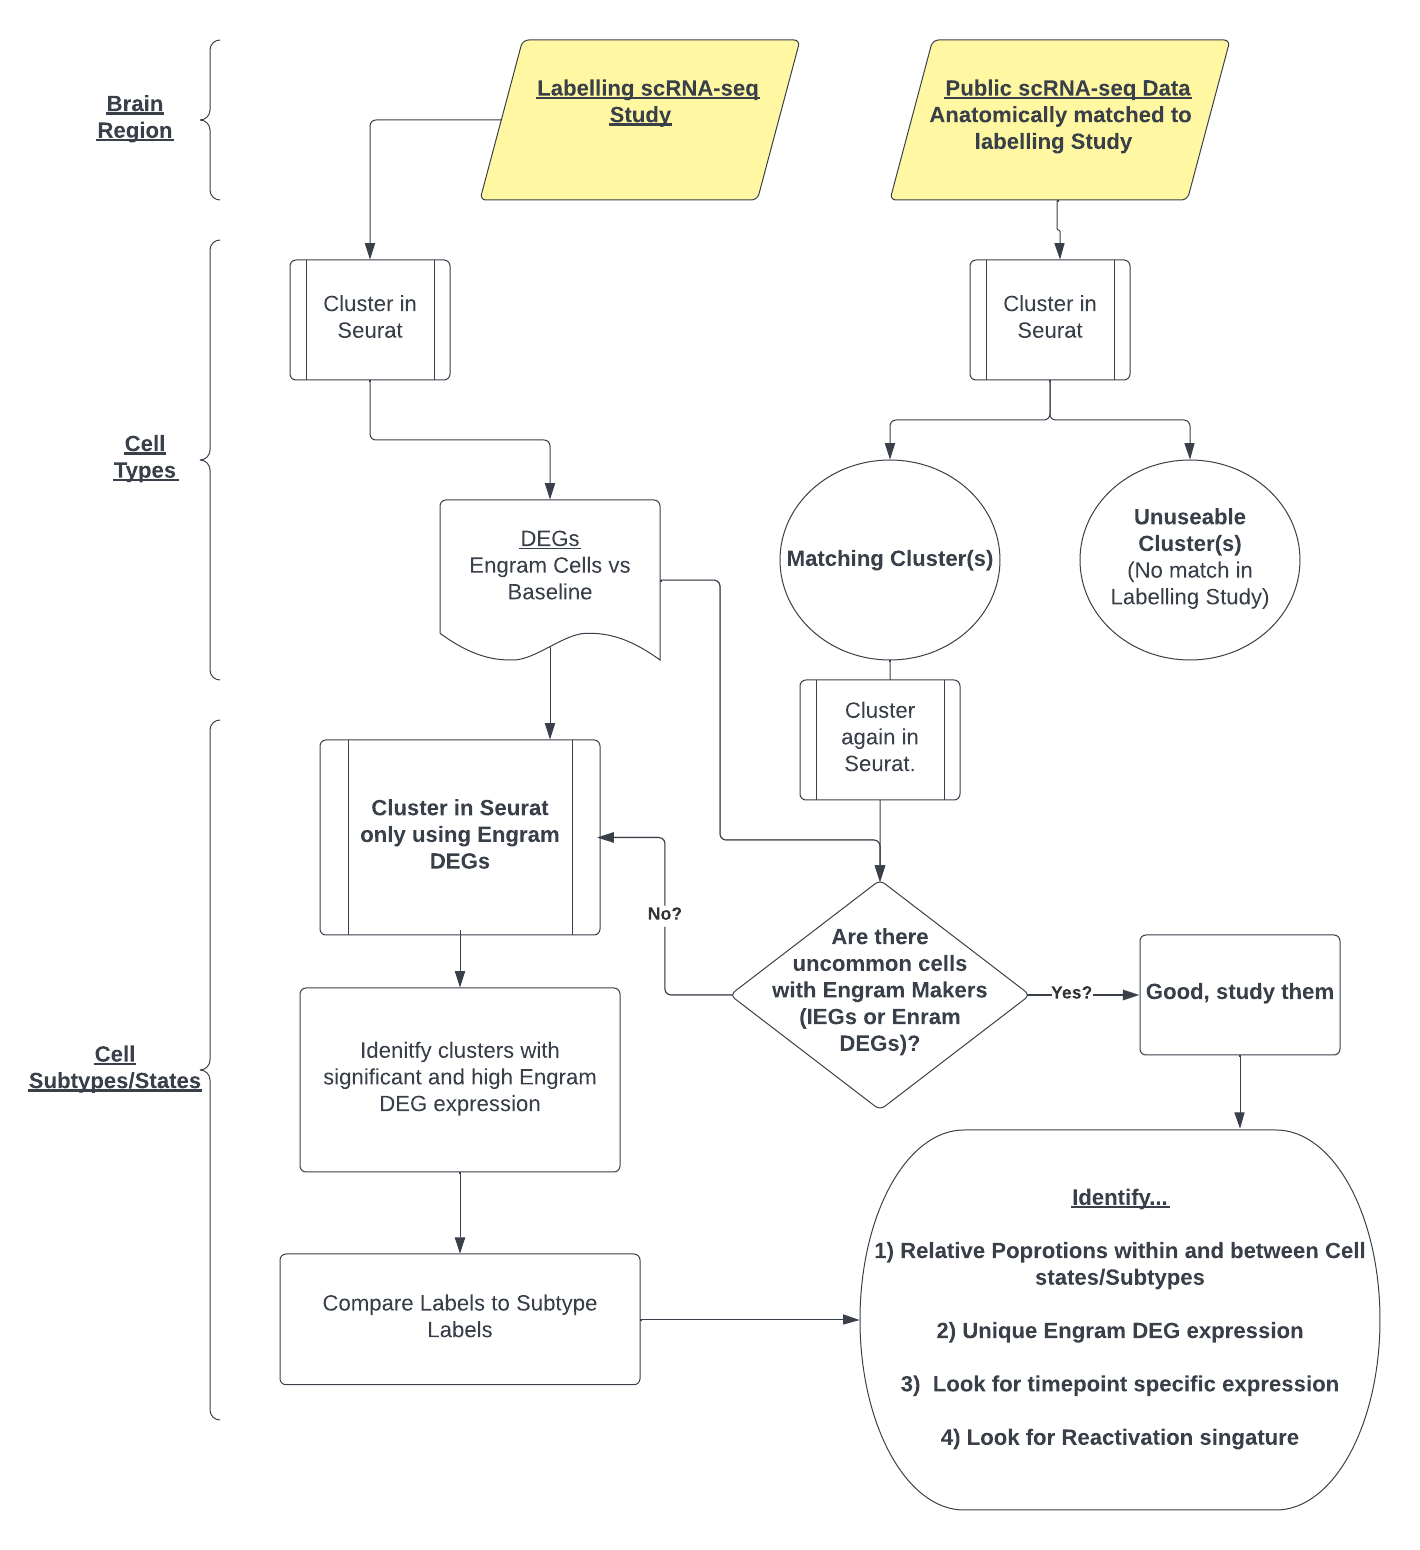 Brain
Region
Labelling scRNA-seq
Study
Public scRNA-seq Data
Anatomically matched to
labelling Study
Cell
Types
Cluster in
Seurat
Cluster in
Seurat
DEGs
Engram Cells vs
Baseline
Matching Cluster(s)
Unuseable
Cluster(s)
(No match in
Labelling Study)
Cluster
again in
Seurat.
Cell
Subtypes/States
Cluster in Seurat
only using Engram
DEGs
No?
Are there
uncommon cells
with Engram Makers
(IEGs or Enram
DEGs)?
Yes?
Good, study them
Idenitfy clusters with
significant and high Engram
DEG expression
Compare Labels to Subtype
Labels
Identify...
1) Relative Poprotions within and between Cell
states/Subtypes
2) Unique Engram DEG expression
3) Look for timepoint specific expression
4) Look for Reactivation singature